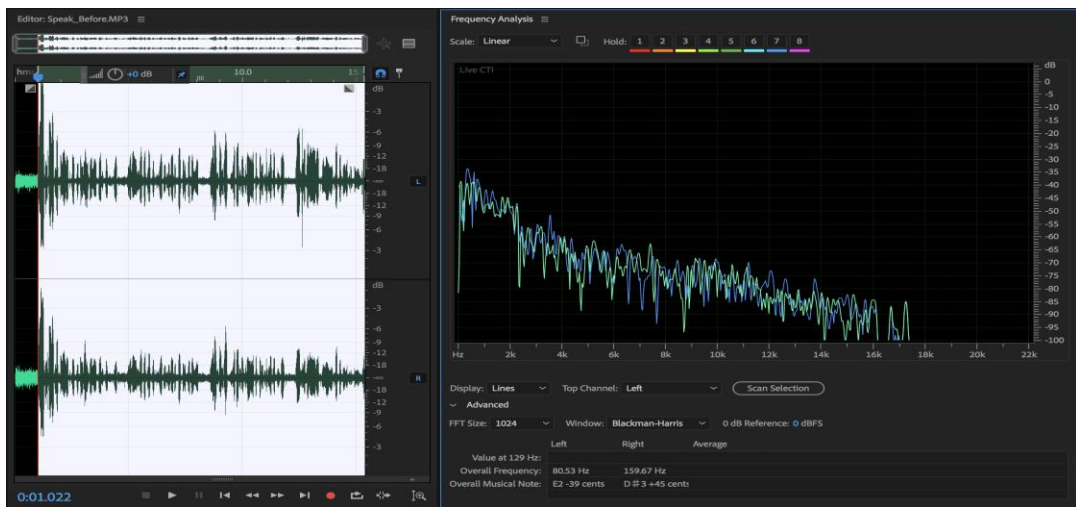 Editor: Speak_Before.MP3
hms
+0 dB
10.0
15.
dB
-3
-6
-9
-12
-18
-∞
-18
-12
-9
-6
-3
L
dB
-3
-6
-9
-12
-18
-∞
-18
-12
-9
-6
-3
R
0:01.022
Frequency Analysis
Scale: Linear
Hold: 1 2 3 4 5 6 7 8
Live CTI
dB
0
-5
-10
-15
-20
-25
-30
-35
-40
-45
-50
-55
-60
-65
-70
-75
-80
-85
-90
-95
-100
Hz 2k 4k 6k 8k 10k 12k 14k 16k 18k 20k 22k
Display: Lines Top Channel: Left Scan Selection
Advanced
FFT Size: 1024 Window: Blackman-Harris 0 dB Reference: 0 dBFS
Left Right Average
Value at 129 Hz:
Overall Frequency: 80.53 Hz 159.67 Hz
Overall Musical Note: E2 -39 cents D♯3 +45 cents